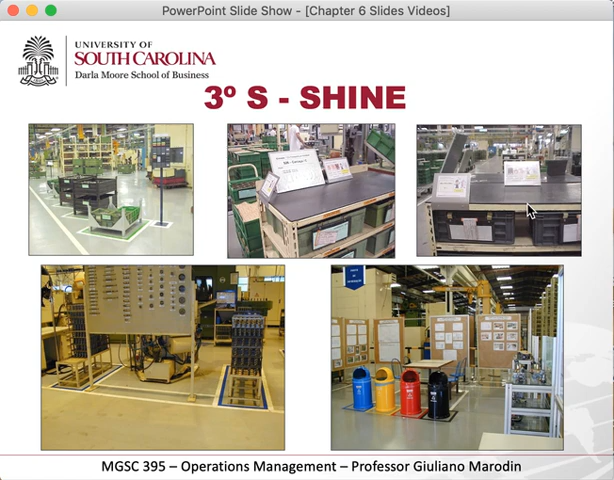 PowerPoint Slide Show - [Chapter 6 Slides Videos]
UNIVERSITY OF
SOUTH CAROLINA
Darla Moore School of Business
3º S - SHINE
MGSC 395 – Operations Management – Professor Giuliano Marodin